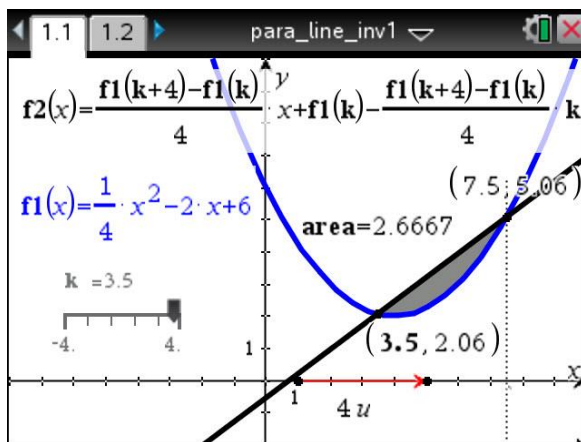 1.1 1.2 para_line_inv1
y
f2(x)=f1(k+4)−f1(k)/4 · x+f1(k)−f1(k+4)−f1(k)/4 · k
(7.5, 5.06)
f1(x)=1/4 · x²−2 · x+6
area=2.6667
k =3.5
-4. 4.
(3.5, 2.06)
1
x
1
4 u